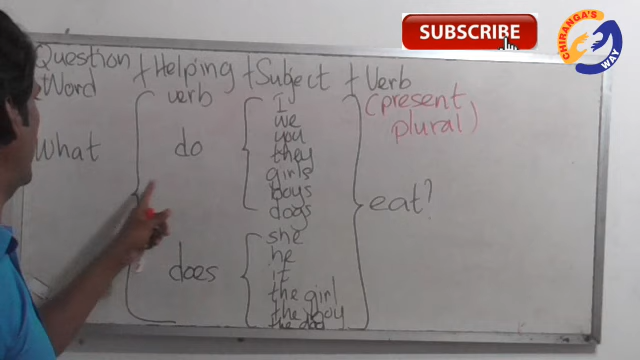 SUBSCRIBE
CHIRANGA'S
WAY
Question + Helping + Subject + Verb
Word verb (present
plural)
What do I
we
you
they
girls
boys
dogs
eat?
does she
he
it
the girl
the boy
the dog